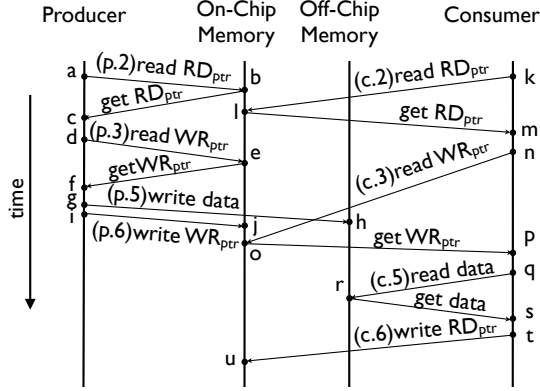 Producer On-Chip Memory Off-Chip Memory Consumer
a (p.2)read RDptr b (c.2)read RDptr k
c get RDptr l get RDptr m
d (p.3)read WRptr e (c.3)read WRptr n
f getWRptr
g (p.5)write data h
i (p.6)write WRptr j
o get WRptr p
r (c.5)read data q
get data s
u (c.6)write RDptr t
time